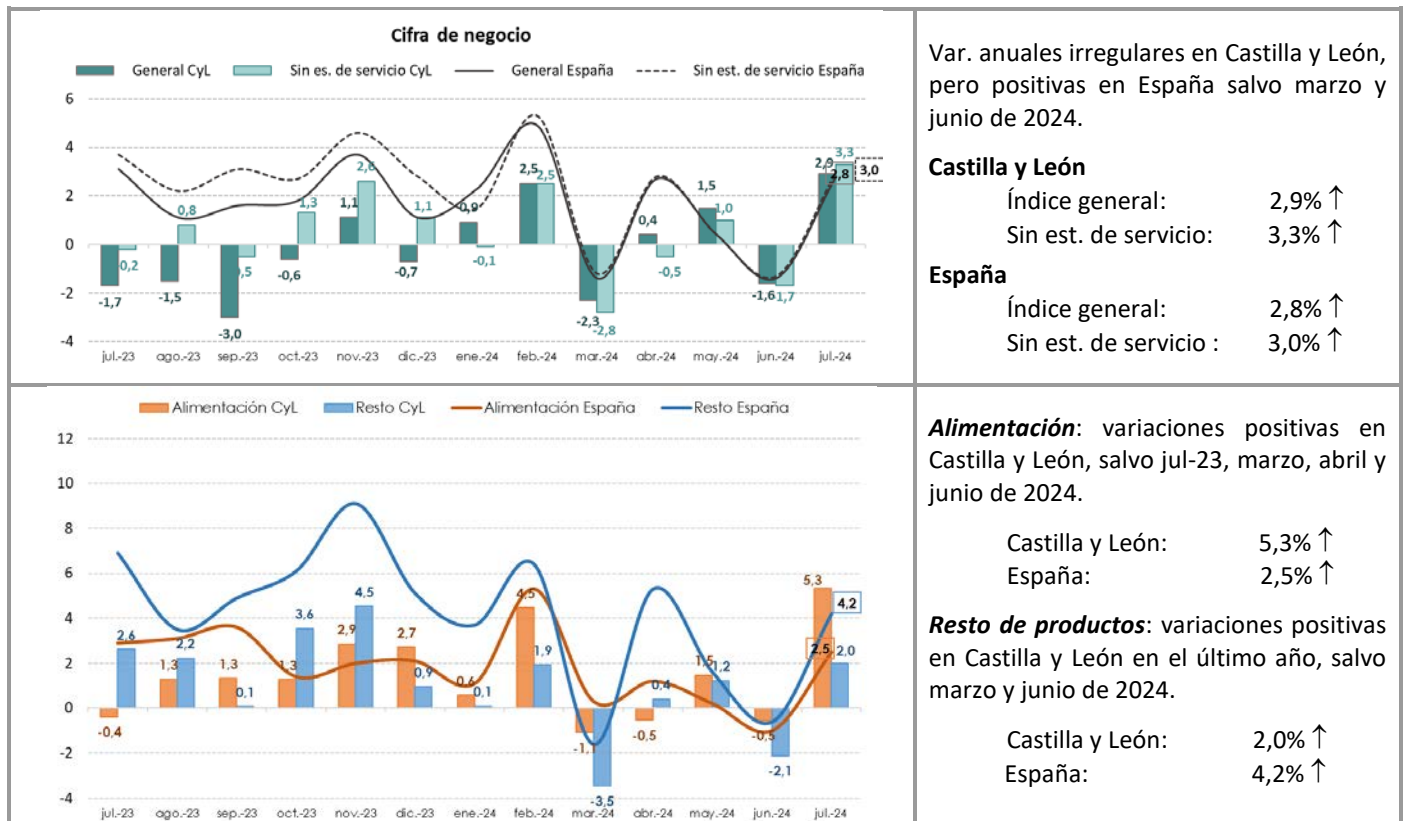 Cifra de negocio
General CyL Sin es. de servicio CyL General España Sin est. de servicio España
6
4
2
0
-2
-4
-1,7 -1,5 -3,0 -0,6 1,1 -0,7 0,9 2,5 -2,3 0,4 1,5 -1,6 2,9
-0,2 0,8 0,5 1,3 2,6 1,1 -0,1 2,5 -2,8 -0,5 1,0 1,7 3,3
2,8 3,0
jul.-23 ago.-23 sep.-23 oct.-23 nov.-23 dic.-23 ene.-24 feb.-24 mar.-24 abr.-24 may.-24 jun.-24 jul.-24
Var. anuales irregulares en Castilla y León,
pero positivas en España salvo marzo y
junio de 2024.
Castilla y León
Índice general: 2,9% ↑
Sin est. de servicio: 3,3% ↑
España
Índice general: 2,8% ↑
Sin est. de servicio : 3,0% ↑
Alimentación CyL Resto CyL Alimentación España Resto España
12
10
8
6
4
2
0
-2
-4
-0,4 1,3 1,3 1,3 2,9 2,7 0,6 4,5 -1,1 -0,5 1,5 -0,5 5,3
2,6 2,2 0,1 3,6 4,5 0,9 0,1 1,9 -3,5 0,4 1,2 -2,1 2,0
4,2
2,5
jul.-23 ago.-23 sep.-23 oct.-23 nov.-23 dic.-23 ene.-24 feb.-24 mar.-24 abr.-24 may.-24 jun.-24 jul.-24
Alimentación: variaciones positivas en
Castilla y León, salvo jul-23, marzo, abril y
junio de 2024.
Castilla y León: 5,3% ↑
España: 2,5% ↑
Resto de productos: variaciones positivas
en Castilla y León en el último año, salvo
marzo y junio de 2024.
Castilla y León: 2,0% ↑
España: 4,2% ↑